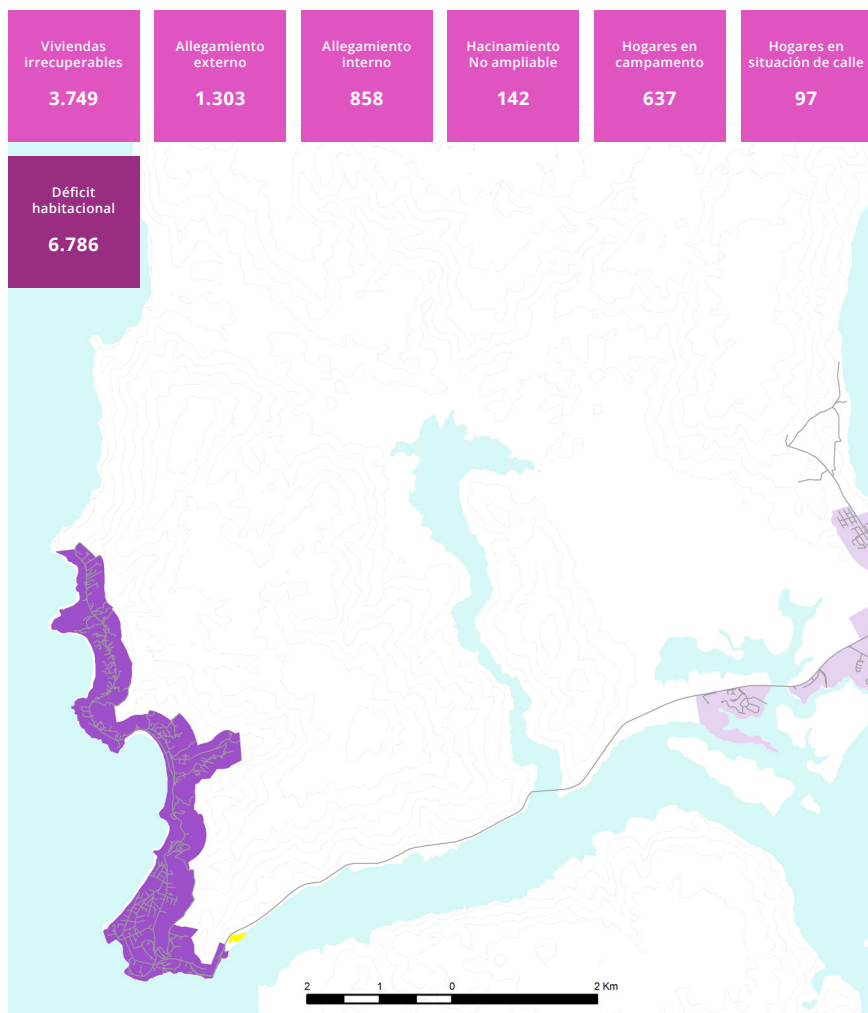 Viviendas
irrecuperables
3.749
Allegamiento
externo
1.303
Allegamiento
interno
858
Hacinamiento
No ampliable
142
Hogares en
campamento
637
Hogares en
situación de calle
97
Déficit
habitacional
6.786
2 1 0 2 Km